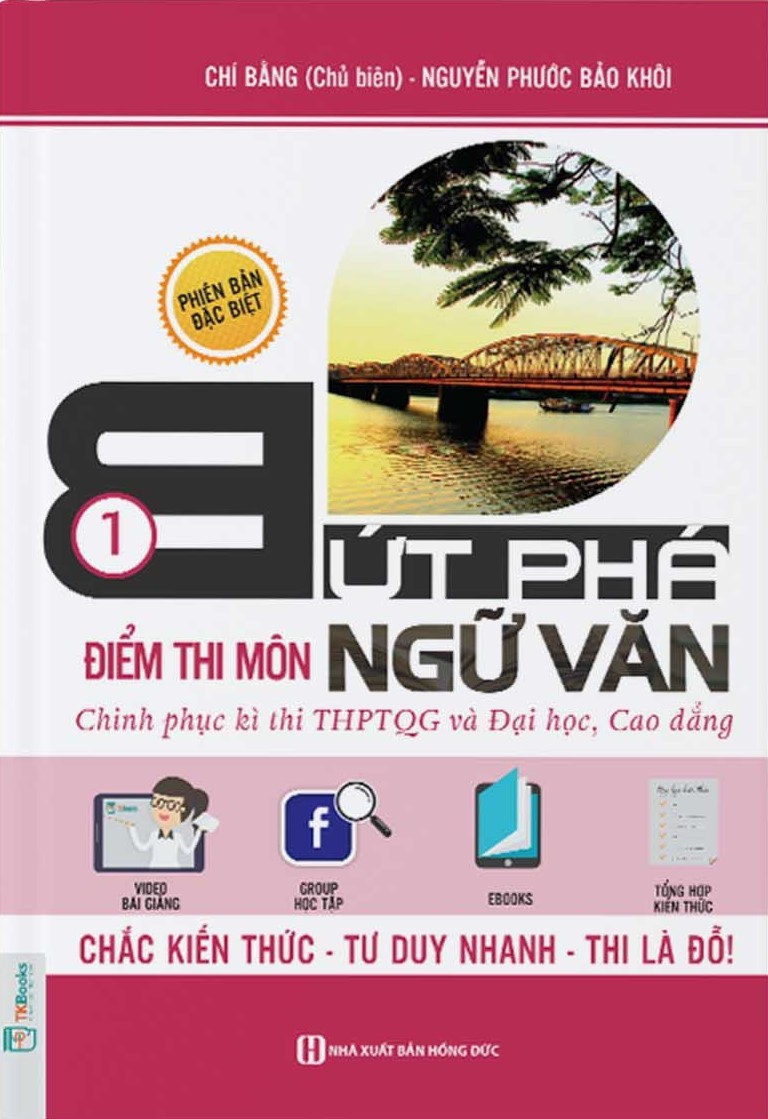 CHÍ BẰNG (Chủ biên) - NGUYỄN PHƯỚC BẢO KHÔI
PHIÊN BẢN
ĐẶC BIỆT
1
BỨT PHÁ
ĐIỂM THI MÔN NGỮ VĂN
Chinh phục kì thi THPTQG và Đại học, Cao đẳng
VIDEO
BÀI GIẢNG
GROUP
HỌC TẬP
EBOOKS
TỔNG HỢP
KIẾN THỨC
CHẮC KIẾN THỨC - TƯ DUY NHANH - THI LÀ ĐỖ!
TKBooks
NHÀ XUẤT BẢN HỒNG ĐỨC